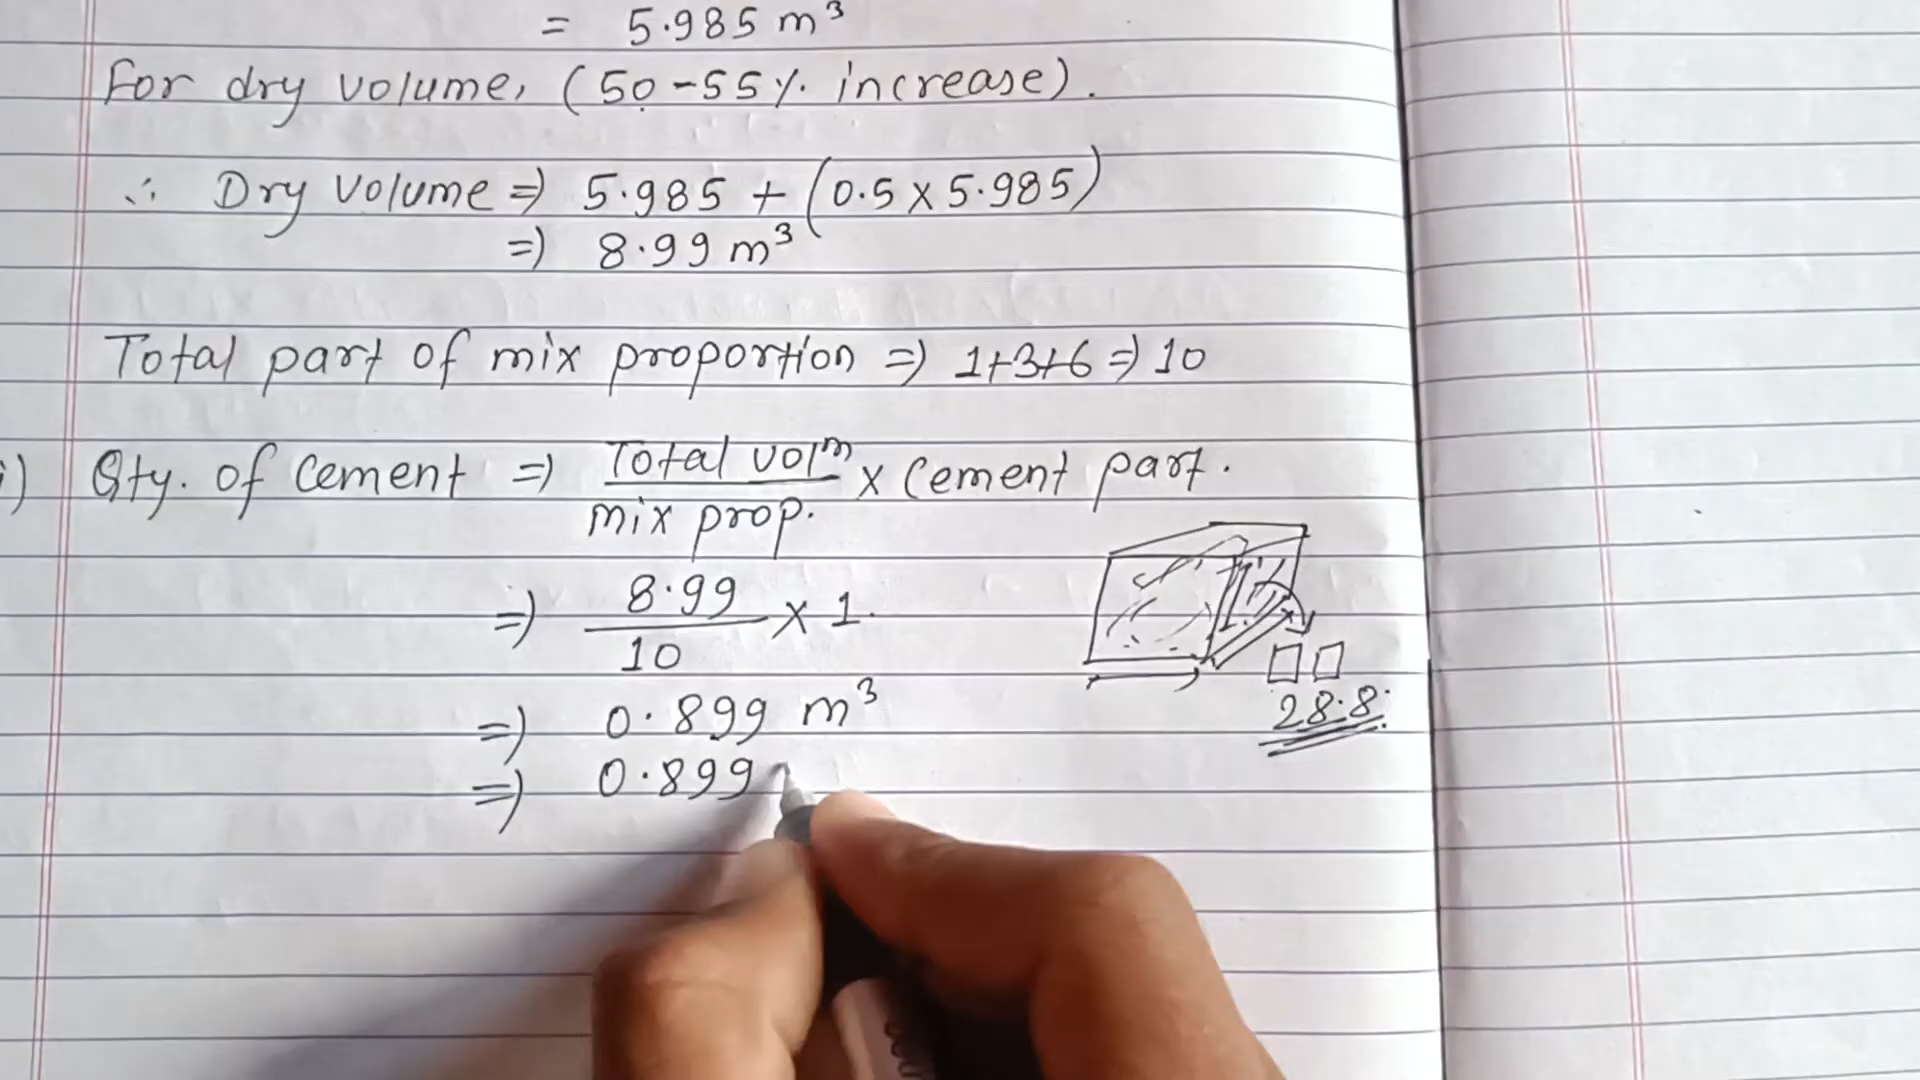 = 5.985 m³
For dry volume, (50-55%. increase).
∴ Dry volume => 5.985 + (0.5 x 5.985)
=> 8.99 m³
Total part of mix proportion => 1+3+6 => 10
i) Qty. of cement => Total volᵐ / mix prop. x cement part.
=> 8.99 / 10 x 1.
=> 0.899 m³
28.8.
=> 0.899